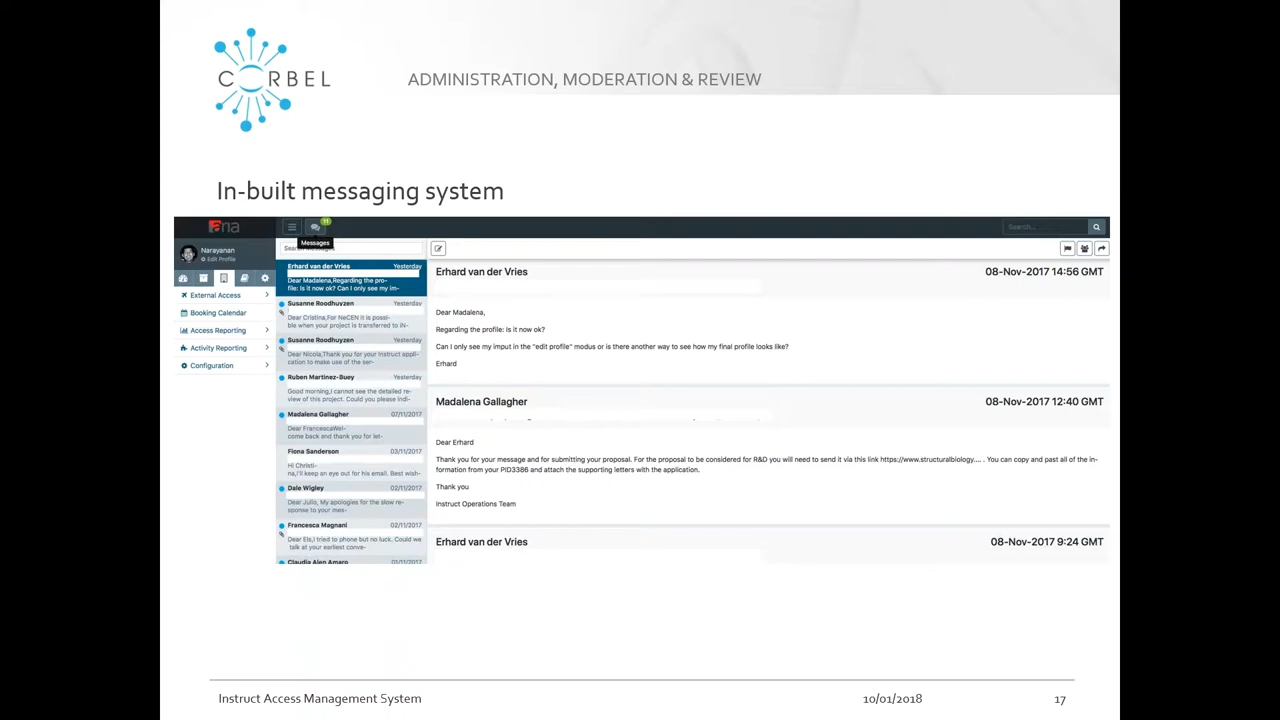 CORBEL
ADMINISTRATION, MODERATION & REVIEW
In-built messaging system
aria
11
Search...
Messages
Narayanan
Edit Profile
External Access
Booking Calendar
Access Reporting
Activity Reporting
Configuration
Erhard van der Vries Yesterday
Dear Madalena,Regarding the pro-
file: Is it now ok? Can I only see my im-
Susanne Roodhuyzen Yesterday
Dear Cristina,For NeCEN it is possi-
ble when your project is transferred to iN-
Susanne Roodhuyzen Yesterday
Dear Nicola,Thank you for your Instruct appli-
cation to make use of the ser-
Ruben Martinez-Buey Yesterday
Good morning,I cannot see the detailed re-
view of this project. Could you please indi-
Madalena Gallagher 07/11/2017
Dear FrancescaWel-
come back and thank you for let-
Fiona Sanderson 03/11/2017
Hi Christi-
na,I'll keep an eye out for his email. Best wish-
Dale Wigley 02/11/2017
Dear Julio, My apologies for the slow re-
sponse to your mes-
Francesca Magnani 02/11/2017
Dear Els,I tried to phone but no luck. Could we
talk at your earliest conve-
Claudia Alen Amaro 01/11/2017
Erhard van der Vries 08-Nov-2017 14:56 GMT
Dear Madalena,
Regarding the profile: Is it now ok?
Can I only see my imput in the "edit profile" modus or is there another way to see how my final profile looks like?
Erhard
Madalena Gallagher 08-Nov-2017 12:40 GMT
Dear Erhard
Thank you for your message and for submitting your proposal. For the proposal to be considered for R&D you will need to send it via this link https://www.structuralbiology.... . You can copy and past all of the in-
formation from your PID3386 and attach the supporting letters with the application.
Thank you
Instruct Operations Team
Erhard van der Vries 08-Nov-2017 9:24 GMT
Instruct Access Management System 10/01/2018 17